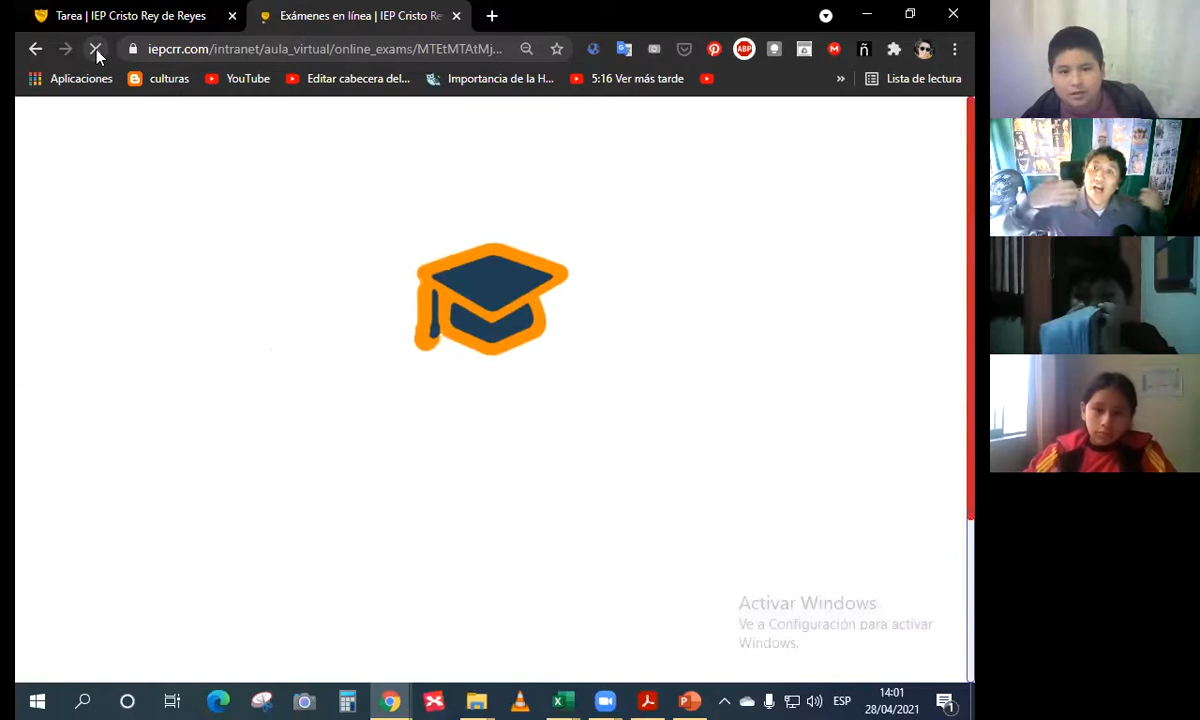 Tarea | IEP Cristo Rey de Reyes
Exámenes en línea | IEP Cristo Re
iepcrr.com/intranet/aula_virtual/online_exams/MTEtMTAtMj...
ABP
M
ñ
Aplicaciones
culturas
YouTube
Editar cabecera del...
Importancia de la H...
5:16 Ver más tarde
»
Lista de lectura
Activar Windows
Ve a Configuración para activar
Windows.
ESP
14:01
28/04/2021
1